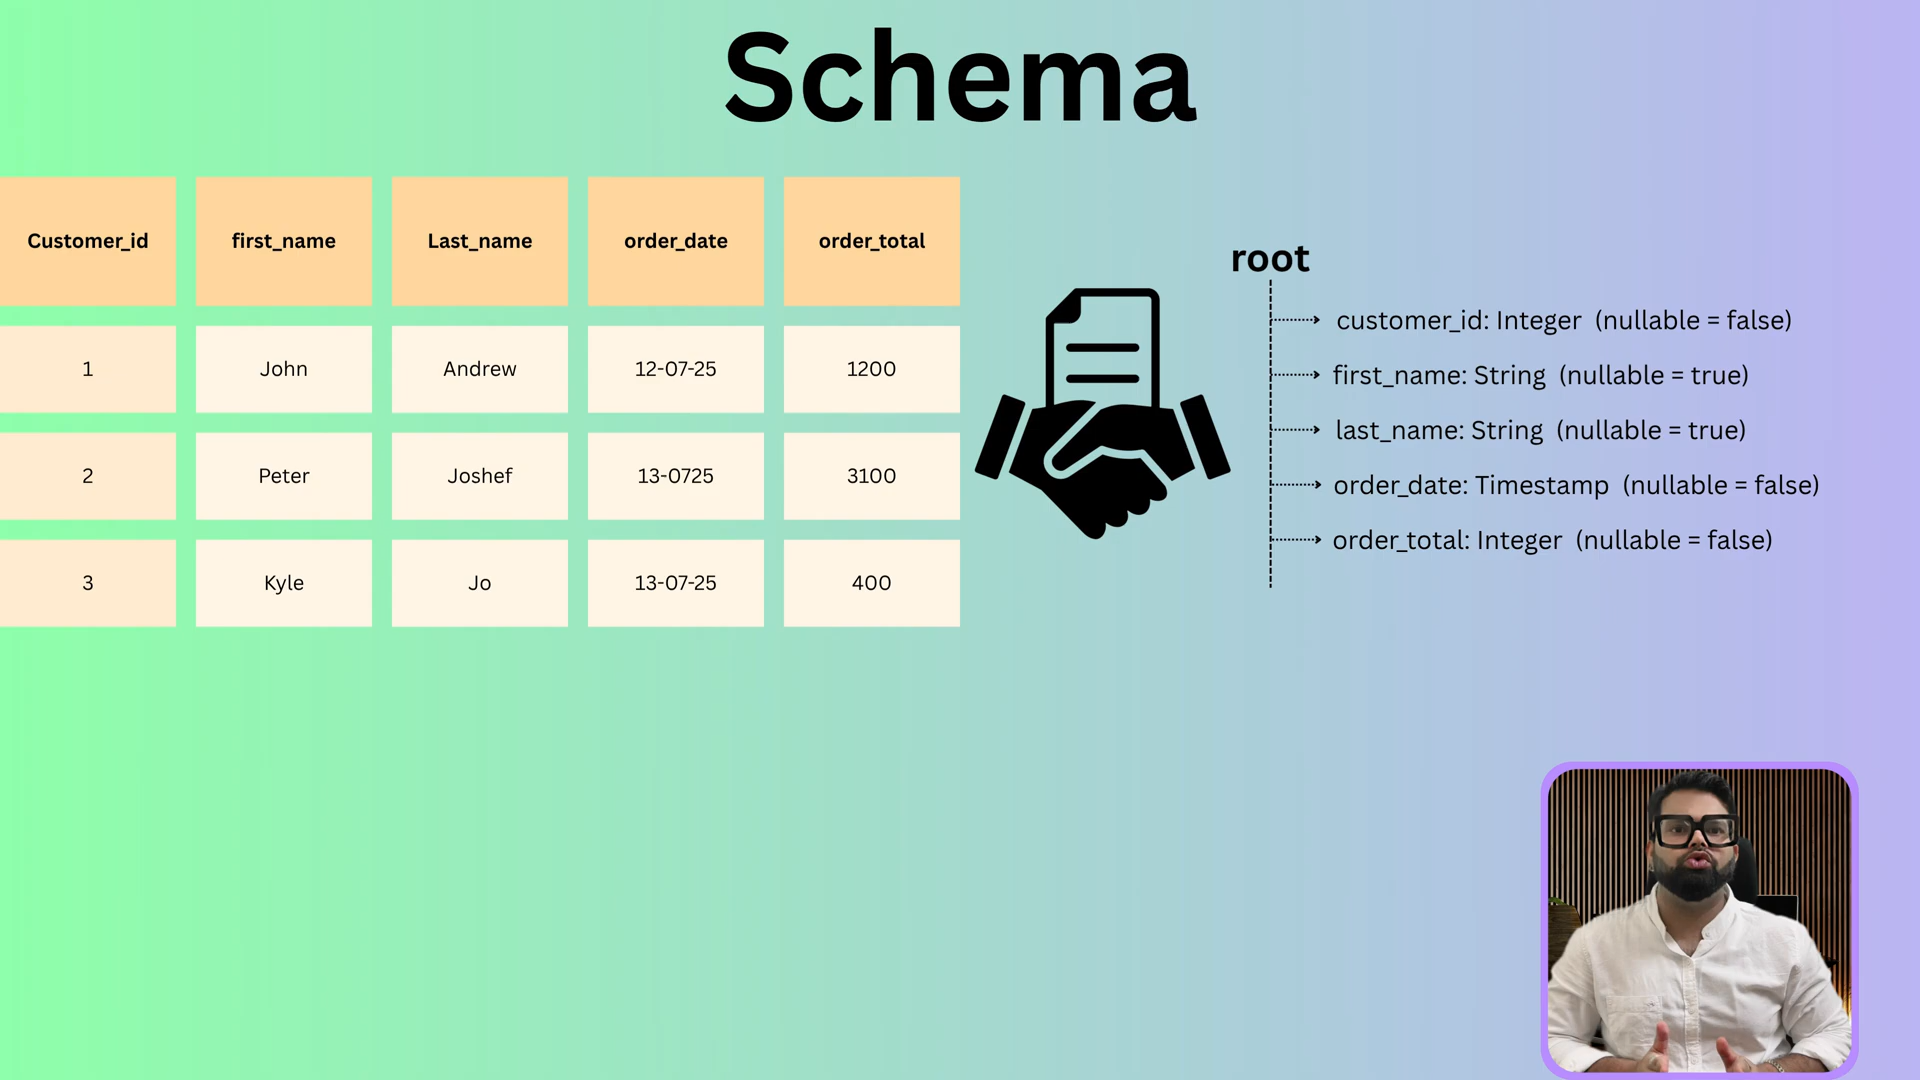 Schema
Customer_id first_name Last_name order_date order_total
1 John Andrew 12-07-25 1200
2 Peter Joshef 13-0725 3100
3 Kyle Jo 13-07-25 400
root
customer_id: Integer (nullable = false)
first_name: String (nullable = true)
last_name: String (nullable = true)
order_date: Timestamp (nullable = false)
order_total: Integer (nullable = false)